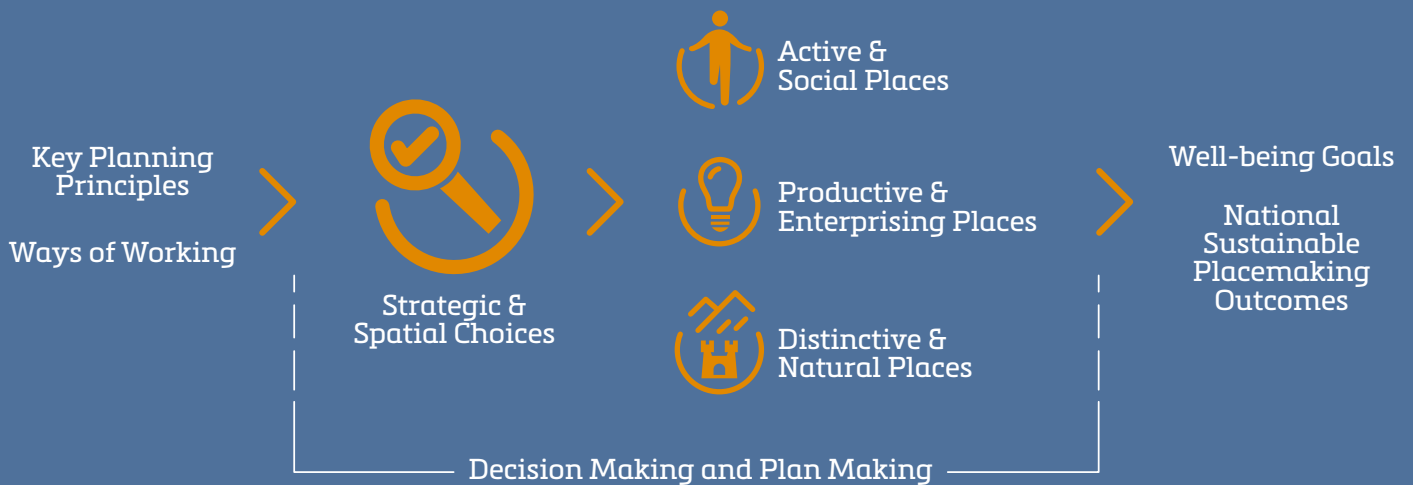 Key Planning
Principles
Ways of Working
Strategic &
Spatial Choices
Active &
Social Places
Productive &
Enterprising Places
Distinctive &
Natural Places
Well-being Goals
National
Sustainable
Placemaking
Outcomes
Decision Making and Plan Making